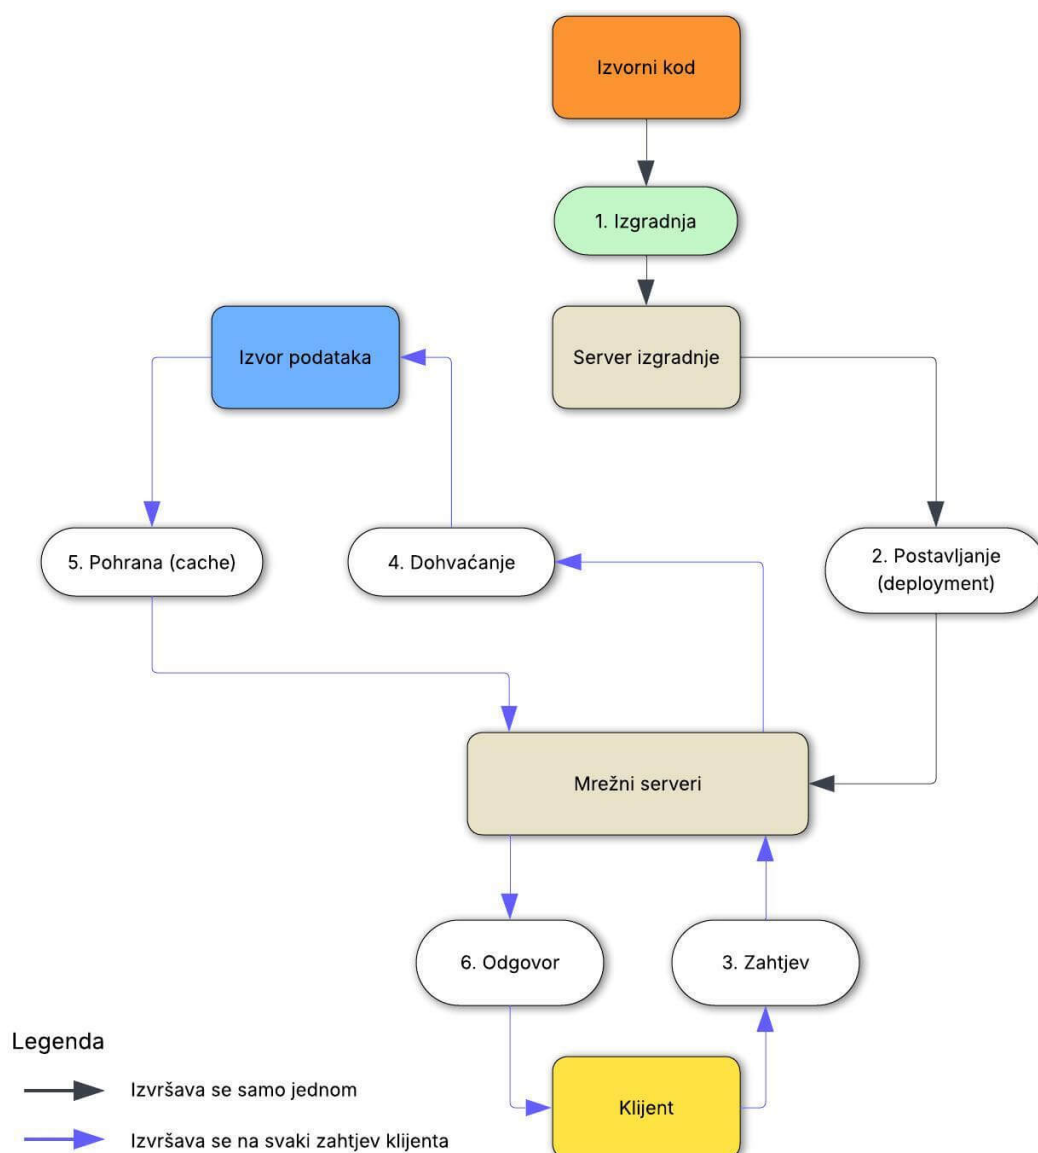 Izvorni kod
1. Izgradnja
Izvor podataka
Server izgradnje
5. Pohrana (cache)
4. Dohvaćanje
2. Postavljanje
(deployment)
Mrežni serveri
6. Odgovor
3. Zahtjev
Legenda
Izvršava se samo jednom
Klijent
Izvršava se na svaki zahtjev klijenta